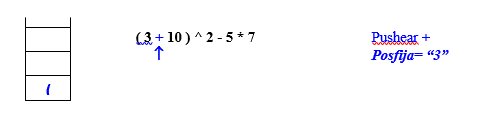 ( 3 + 10 ) ^ 2 - 5 * 7
Pushear +
Posfija= “3”
(